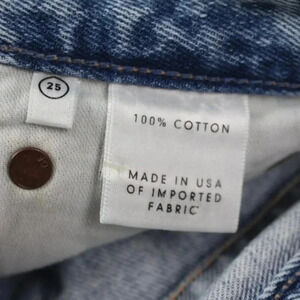 25
100% COTTON
MADE IN USA
OF IMPORTED
FABRIC